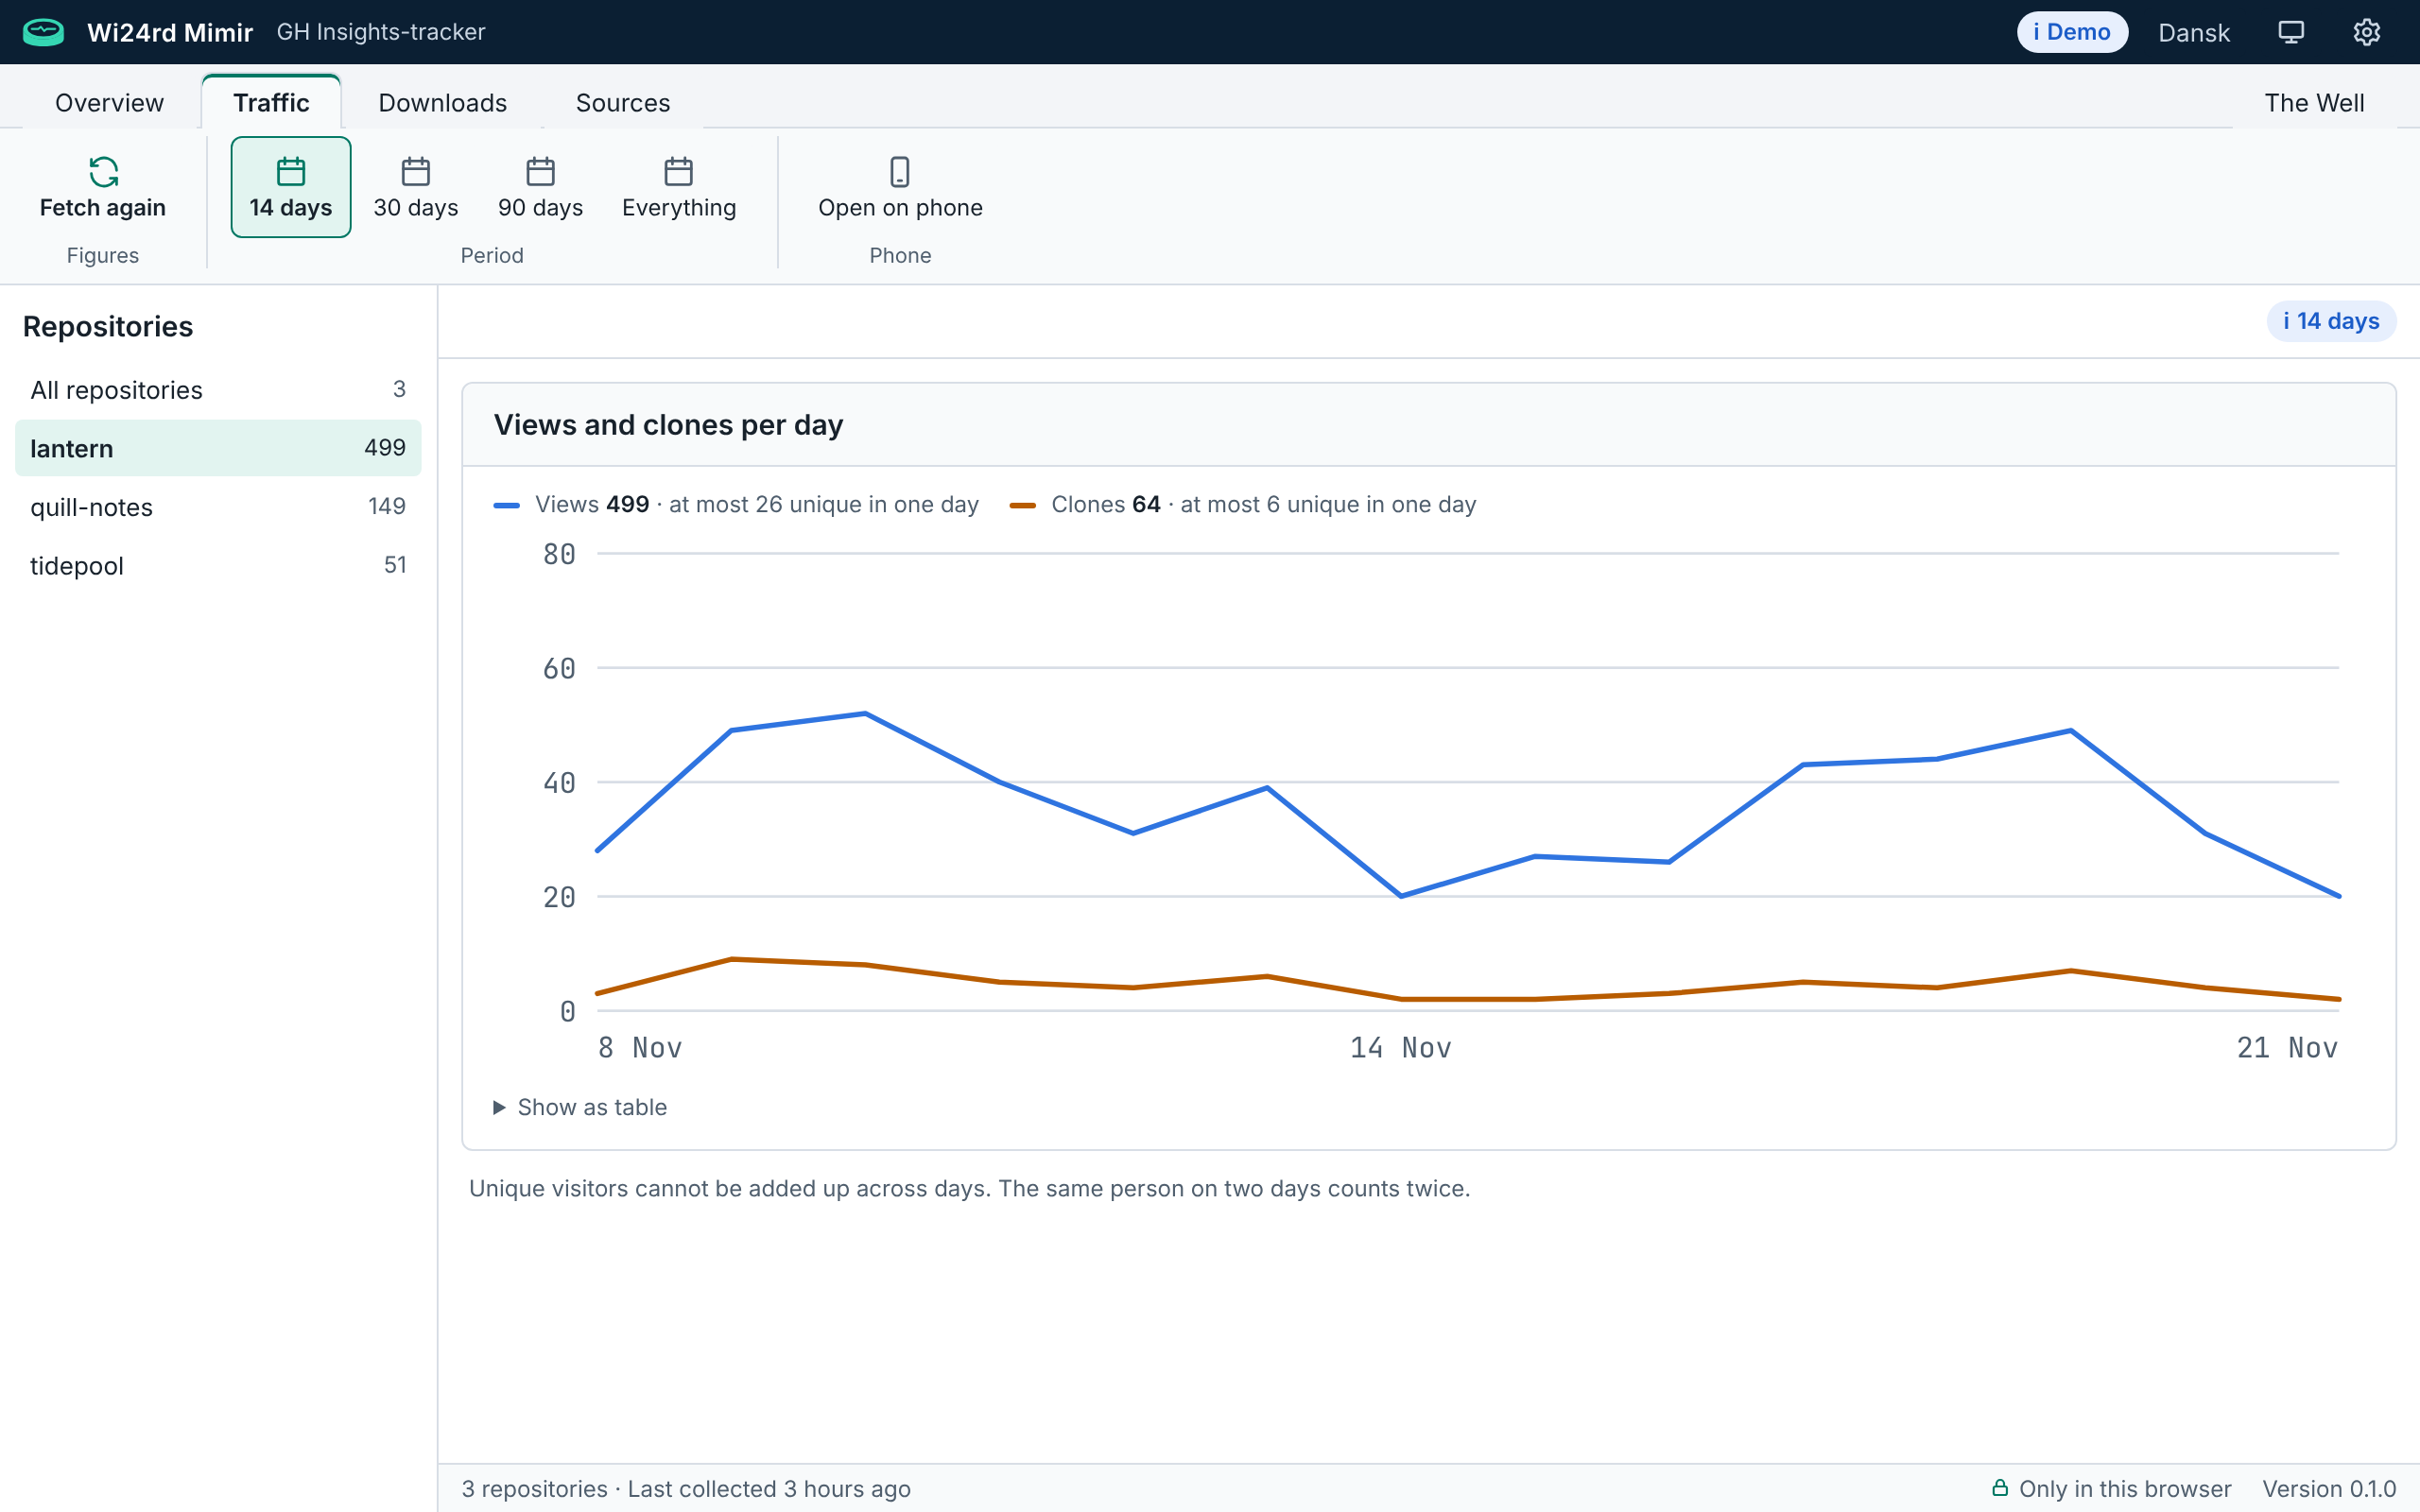 Wi24rd Mimir GH Insights-tracker i Demo Dansk
Overview Traffic Downloads Sources The Well
Fetch again 14 days 30 days 90 days Everything Open on phone
Figures Period Phone
Repositories
i 14 days
All repositories 3
lantern 499
quill-notes 149
tidepool 51
Views and clones per day
Views 499 · at most 26 unique in one day Clones 64 · at most 6 unique in one day
80
60
40
20
0
8 Nov 14 Nov 21 Nov
Show as table
Unique visitors cannot be added up across days. The same person on two days counts twice.
3 repositories · Last collected 3 hours ago Only in this browser Version 0.1.0